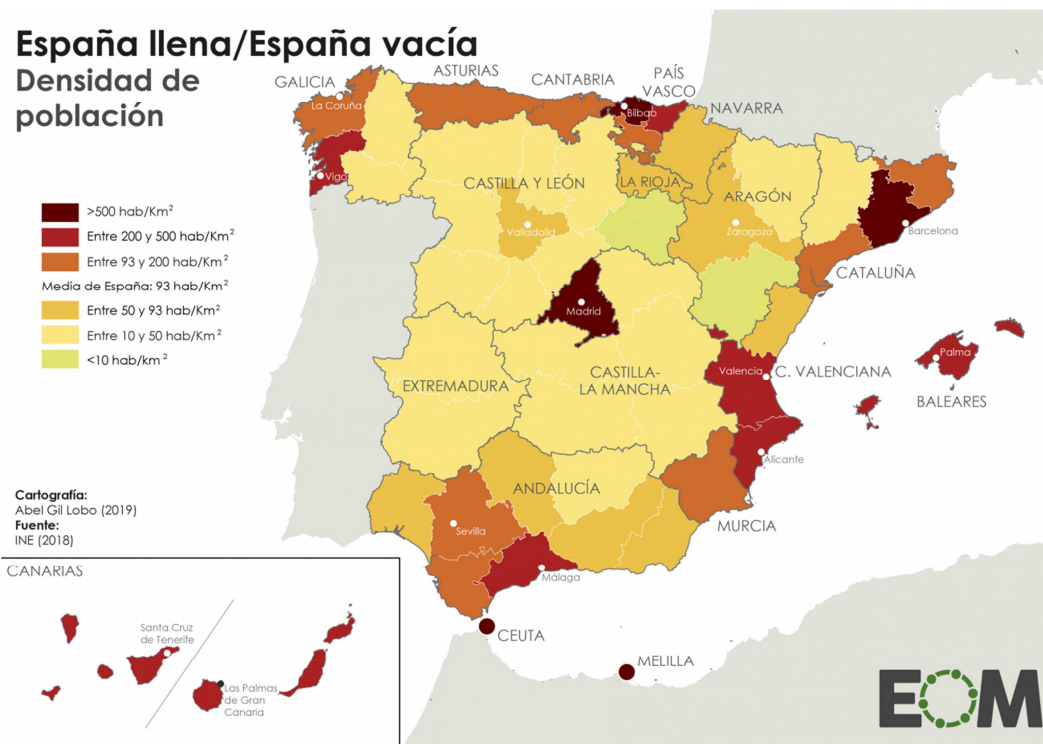 España llena/España vacía
Densidad de
población
GALICIA
ASTURIAS
CANTABRIA
PAÍS
VASCO
NAVARRA
La Coruña
Bilbao
Vigo
CASTILLA Y LEÓN
LA RIOJA
ARAGÓN
Valladolid
Zaragoza
Barcelona
CATALUÑA
>500 hab/Km²
Entre 200 y 500 hab/Km²
Entre 93 y 200 hab/Km²
Media de España: 93 hab/Km²
Entre 50 y 93 hab/Km²
Entre 10 y 50 hab/Km²
<10 hab/km²
Madrid
Palma
EXTREMADURA
CASTILLA-
LA MANCHA
Valencia
C. VALENCIANA
BALEARES
Alicante
ANDALUCÍA
MURCIA
Sevilla
Málaga
Cartografía:
Abel Gil Lobo (2019)
Fuente:
INE (2018)
CANARIAS
Santa Cruz
de Tenerife
Las Palmas
de Gran
Canaria
CEUTA
MELILLA
EOM